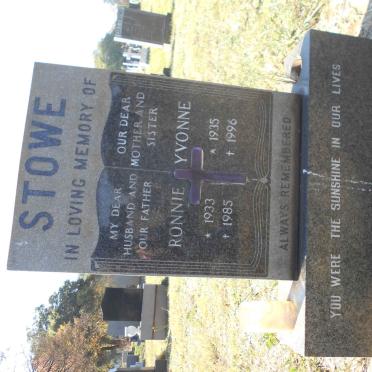 STOWE
IN LOVING MEMORY OF
MY DEAR
HUSBAND AND
OUR FATHER
RONNIE
* 1933
† 1985
OUR DEAR
MOTHER AND
SISTER
YVONNE
* 1935
† 1996
ALWAYS REMEMBERED
YOU WERE THE SUNSHINE IN OUR LIVES